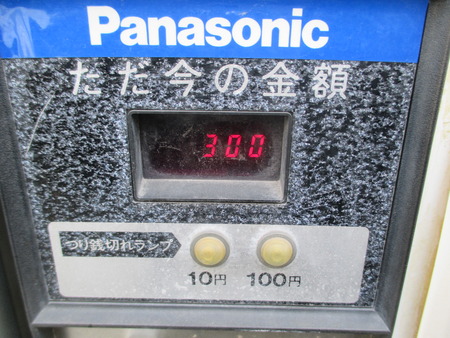 Panasonic
ただ今の金額
300
つり銭切れランプ
10円 100円